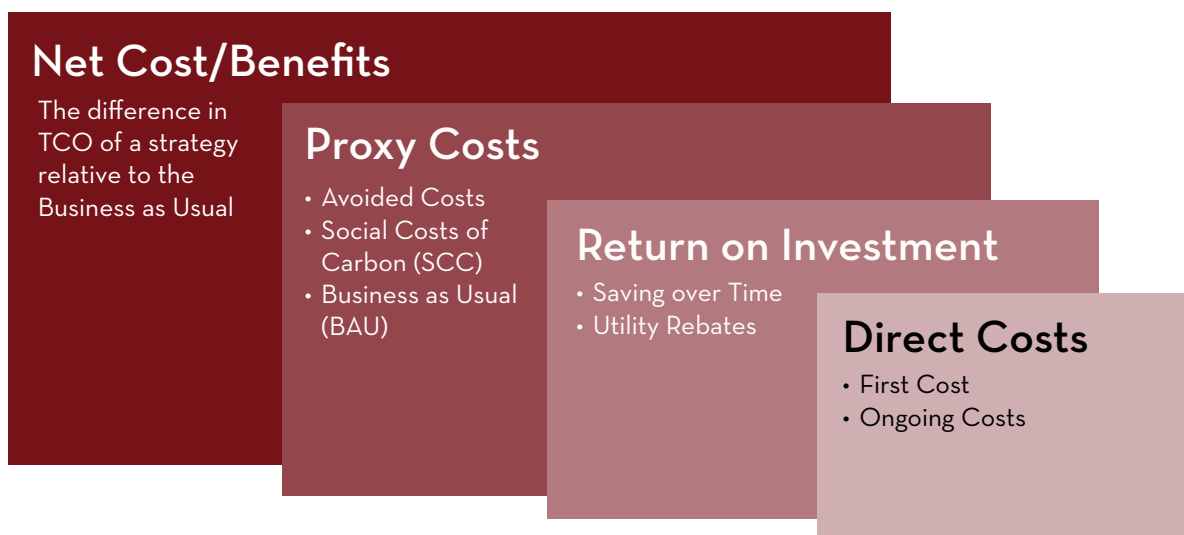 Net Cost/Benefits
The difference in
TCO of a strategy
relative to the
Business as Usual
Proxy Costs
• Avoided Costs
• Social Costs of
Carbon (SCC)
• Business as Usual
(BAU)
Return on Investment
• Saving over Time
• Utility Rebates
Direct Costs
• First Cost
• Ongoing Costs